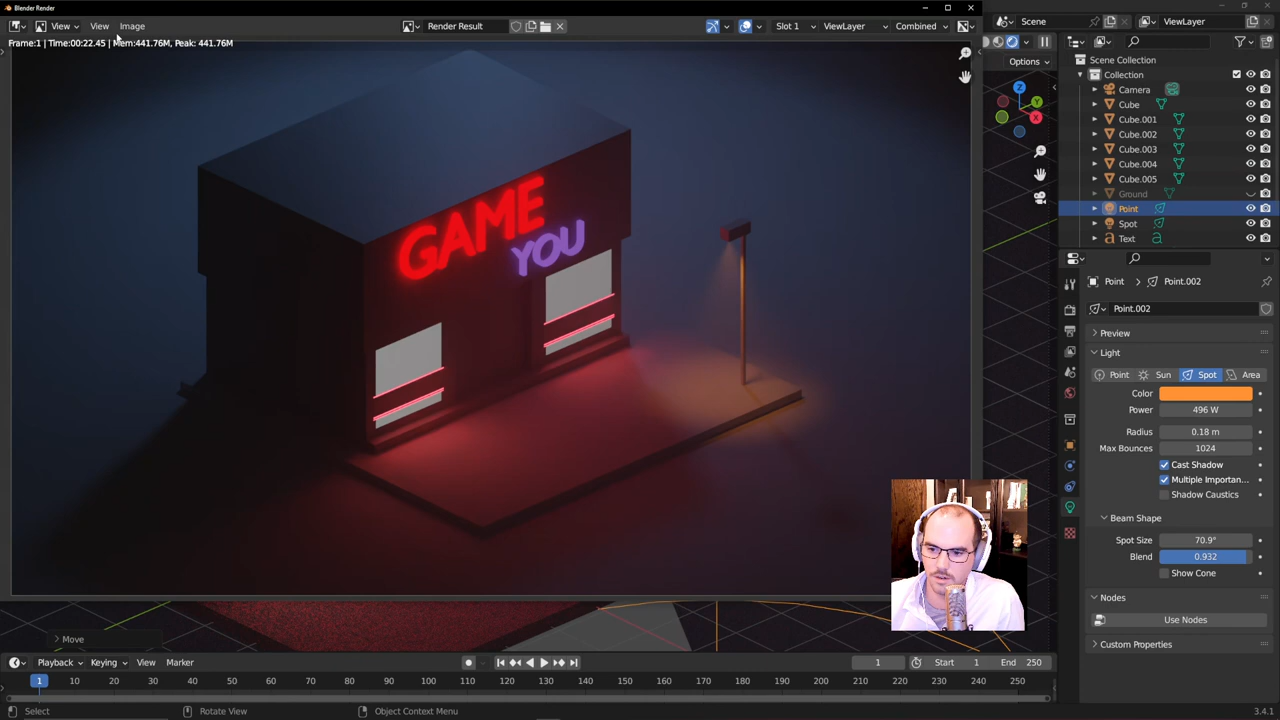 Blender Render
View View Image Render Result Slot 1 ViewLayer Combined
Frame:1 | Time:00:22.45 | Mem:441.76M, Peak: 441.76M
GAME
YOU
Move
Scene ViewLayer
Options
Z
Y
X
Scene Collection
Collection
Camera
Cube
Cube.001
Cube.002
Cube.003
Cube.004
Cube.005
Ground
Point
Spot
Text
Point Point.002
Point.002
Preview
Light
Point Sun Spot Area
Color
Power 496 W
Radius 0.18 m
Max Bounces 1024
Cast Shadow
Multiple Importan...
Shadow Caustics
Beam Shape
Spot Size 70.9°
Blend 0.932
Show Cone
Nodes
Use Nodes
Custom Properties
Playback Keying View Marker 1 Start 1 End 250
1 10 20 30 40 50 60 70 80 90 100 110 120 130 140 150 160 170 180 190 200 210 220 230 240 250
Select Rotate View Object Context Menu 3.4.1